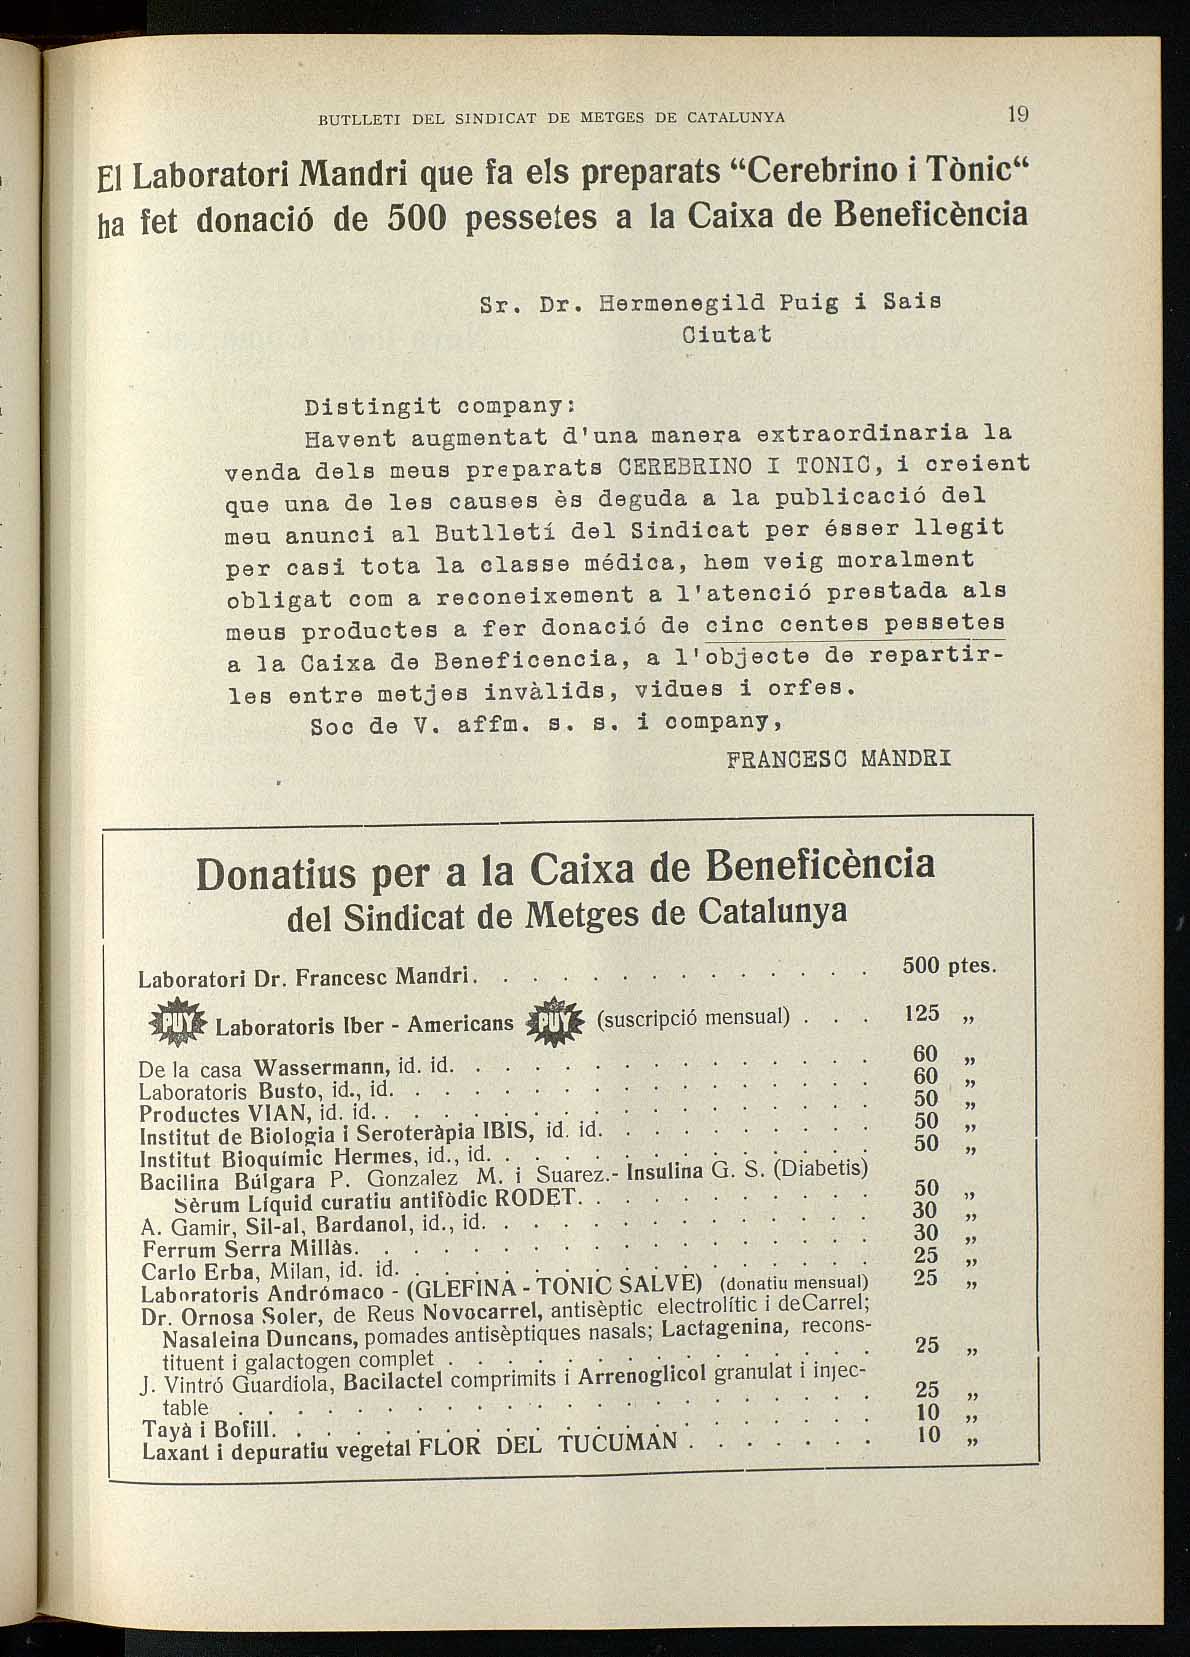 BUTLLETI DEL SINDICAT DE METGES DE CATALUNYA 19
El Laboratori Mandri que fa els preparats “Cerebrino i Tònic“
ha fet donació de 500 pessetes a la Caixa de Beneficència
Sr. Dr. Hermenegild Puig i Sais
Ciutat
Distingit company:
Havent augmentat d'una manera extraordinaria la
venda dels meus preparats CEREBRINO I TONIC, i creient
que una de les causes ès deguda a la publicació del
meu anunci al Butlletí del Sindicat per ésser llegit
per casi tota la classe médica, hem veig moralment
obligat com a reconeixement a l'atenció prestada als
meus productes a fer donació de cinc centes pessetes
a la Caixa de Beneficencia, a l'objecte de repartir-
les entre metjes invàlids, vidues i orfes.
Soc de V. affm. s. s. i company,
FRANCESC MANDRI
Donatius per a la Caixa de Beneficència
del Sindicat de Metges de Catalunya
Laboratori Dr. Francesc Mandri. . . . . . . . . . . . . . 500 ptes.
PUY Laboratoris Iber - Americans PUY (suscripció mensual) . . . 125 „
De la casa Wassermann, id. id. . . . . . . . . . . . . . . 60 „
Laboratoris Busto, id., id. . . . . . . . . . . . . . . . . 60 „
Productes VIAN, id. id. . . . . . . . . . . . . . . . . . 50 „
Institut de Biologia i Seroteràpia IBIS, id. id. . . . . . . . . . 50 „
Institut Bioquímic Hermes, id., id. . . . . . . . . . . . . . 50 „
Bacilina Búlgara P. Gonzalez M. i Suarez.- Insulina G. S. (Diabetis)
Sèrum Líquid curatiu antifòdic RODET. . . . . . . . . . . 50 „
A. Gamir, Sil-al, Bardanol, id., id. . . . . . . . . . . . . . 30 „
Ferrum Serra Millàs. . . . . . . . . . . . . . . . . . . 30 „
Carlo Erba, Milan, id. id. . . . . . . . . . . . . . . . . 25 „
Laboratoris Andrómaco - (GLEFINA - TONIC SALVE) (donatiu mensual) 25 „
Dr. Ornosa Soler, de Reus Novocarrel, antisèptic electrolític i deCarrel;
Nasaleina Duncans, pomades antisèptiques nasals; Lactagenina, recons-
tituent i galactogen complet . . . . . . . . . . . . . . . 25 „
J. Vintró Guardiola, Bacilactel comprimits i Arrenoglicol granulat i injec-
table . . . . . . . . . . . . . . . . . . . . . . 25 „
Tayà i Bofill. . . . . . . . . . . . . . . . . . . . . 10 „
Laxant i depuratiu vegetal FLOR DEL TUCUMAN . . . . . . . 10 „